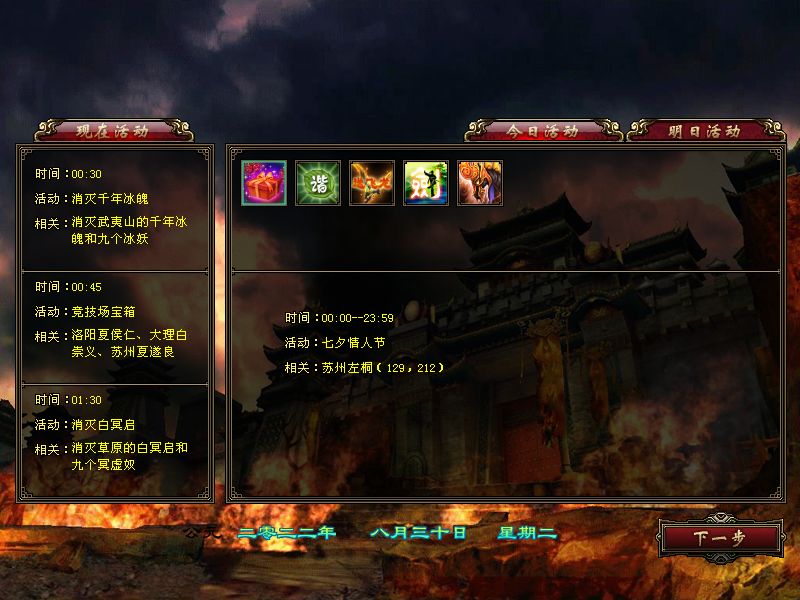 现在活动
今日活动
明日活动
时间：00:30
活动：消灭千年冰魄
相关：消灭武夷山的千年冰
魄和九个冰妖
时间：00:45
活动：竞技场宝箱
相关：洛阳夏侯仁、大理白
崇义、苏州夏遂良
时间：01:30
活动：消灭白冥启
相关：消灭草原的白冥启和
九个冥虚奴
谐
时间：00:00--23:59
活动：七夕情人节
相关：苏州左桐（129，212）
公元 二零二二年 八月三十日 星期二
下一步